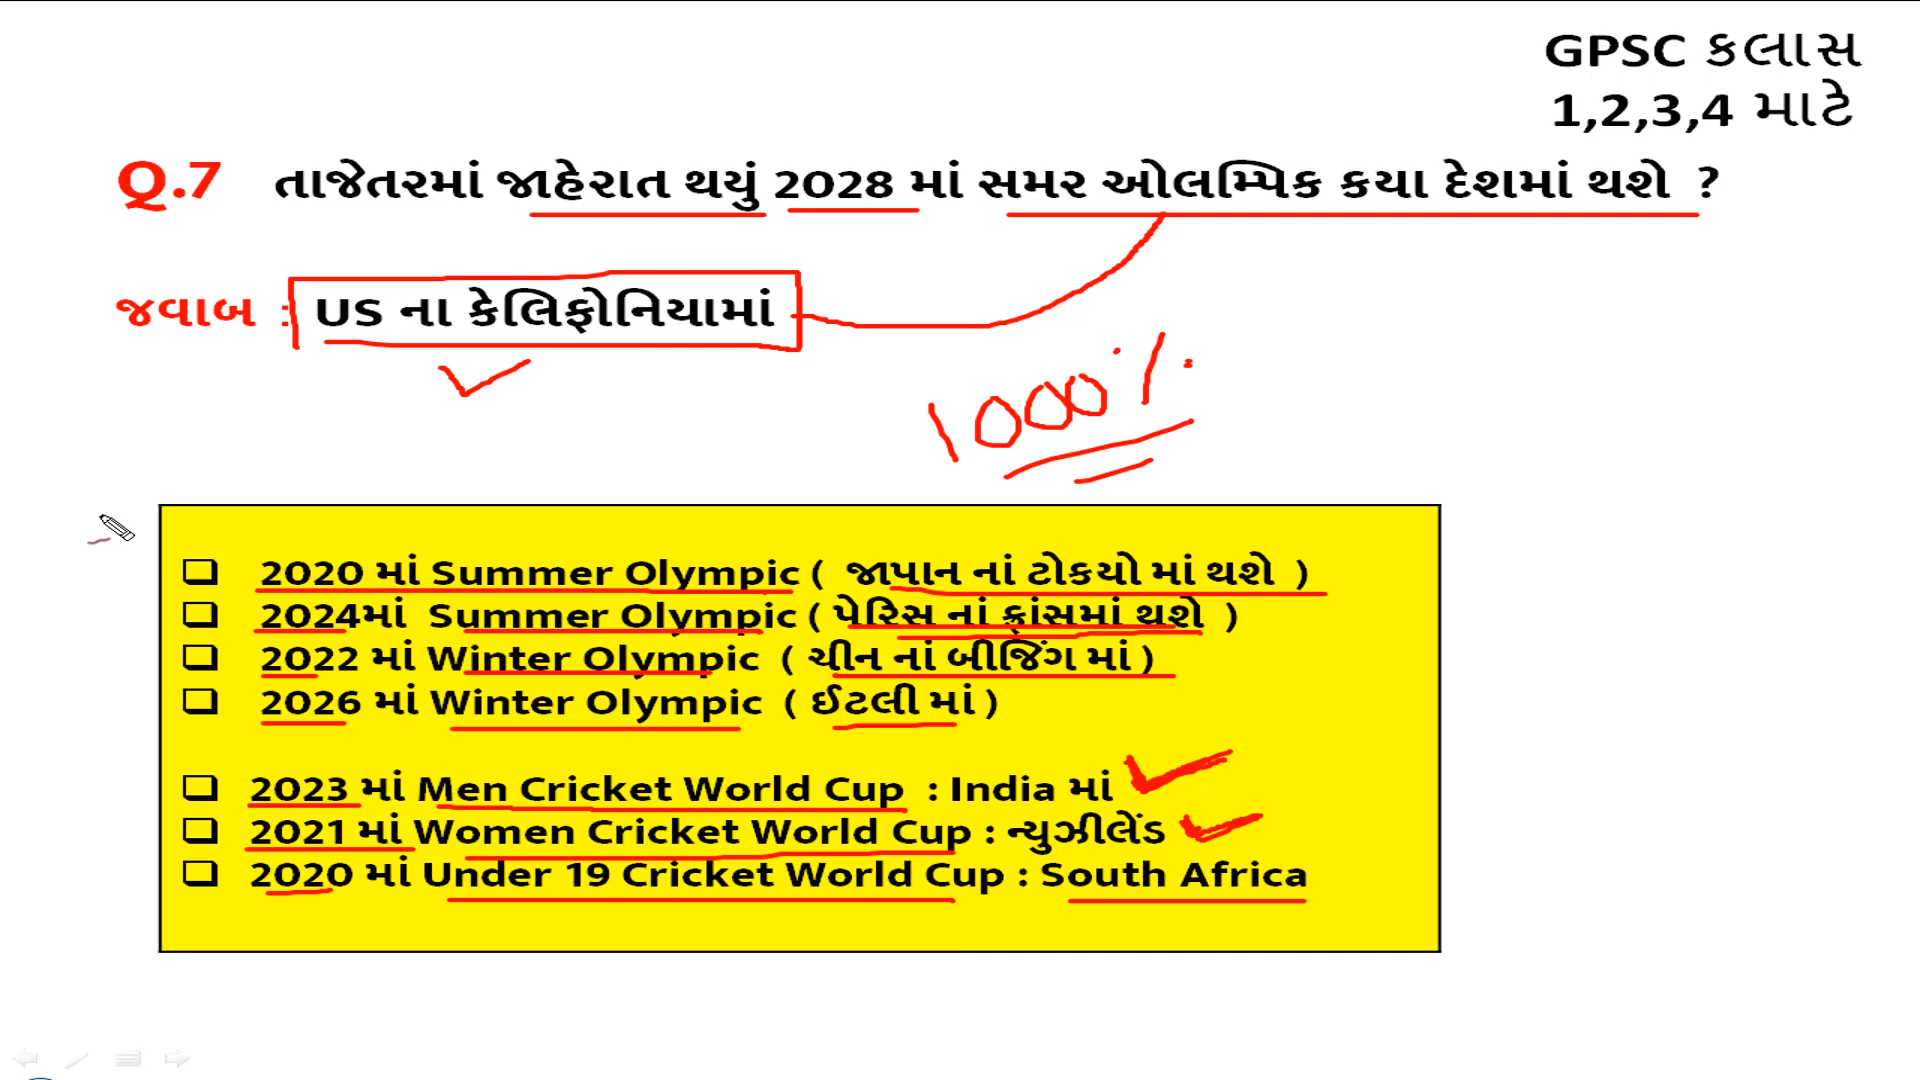 GPSC કલાસ
1,2,3,4 માટે
Q.7 તાજેતરમાં જાહેરાત થયું 2028 માં સમર ઓલમ્પિક કયા દેશમાં થશે ?
જવાબ : US ના કેલિફોનિયામાં
1000 %
❑ 2020 માં Summer Olympic ( જાપાન નાં ટોકયો માં થશે )
❑ 2024માં Summer Olympic ( પેરિસ નાં ફ્રાંસમાં થશે )
❑ 2022 માં Winter Olympic ( ચીન નાં બીજિંગ માં )
❑ 2026 માં Winter Olympic ( ઈટલી માં )
❑ 2023 માં Men Cricket World Cup : India માં
❑ 2021 માં Women Cricket World Cup : ન્યુઝીલેંડ
❑ 2020 માં Under 19 Cricket World Cup : South Africa